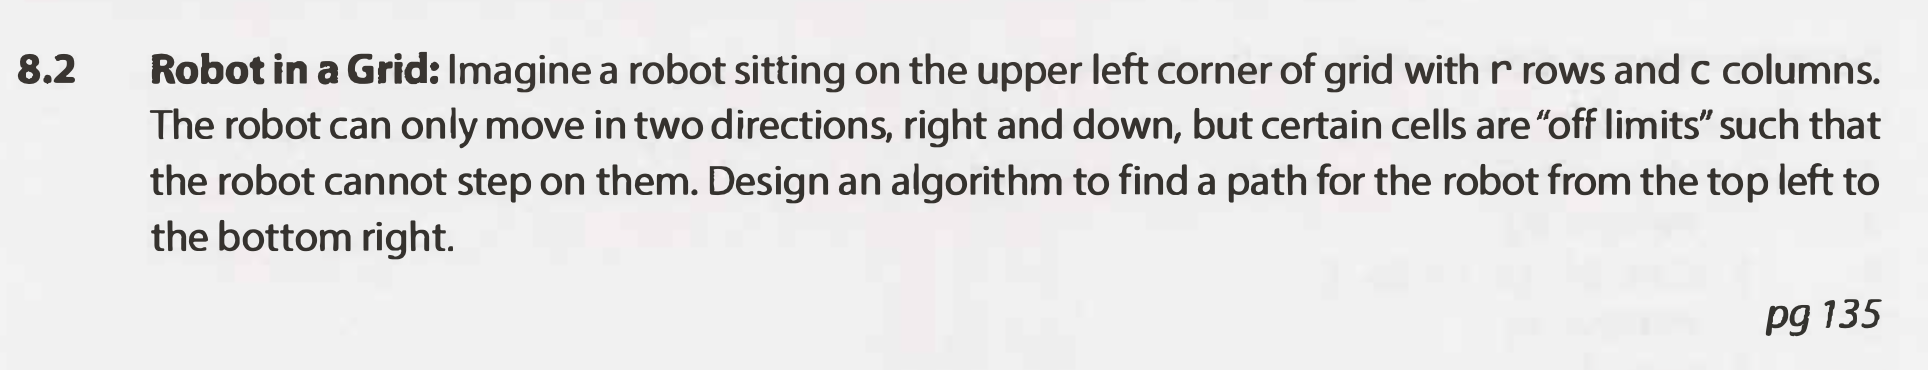 8.2 Robot in a Grid: Imagine a robot sitting on the upper left corner of grid with r rows and c columns.
The robot can only move in two directions, right and down, but certain cells are "off limits" such that
the robot cannot step on them. Design an algorithm to find a path for the robot from the top left to
the bottom right.
pg 135